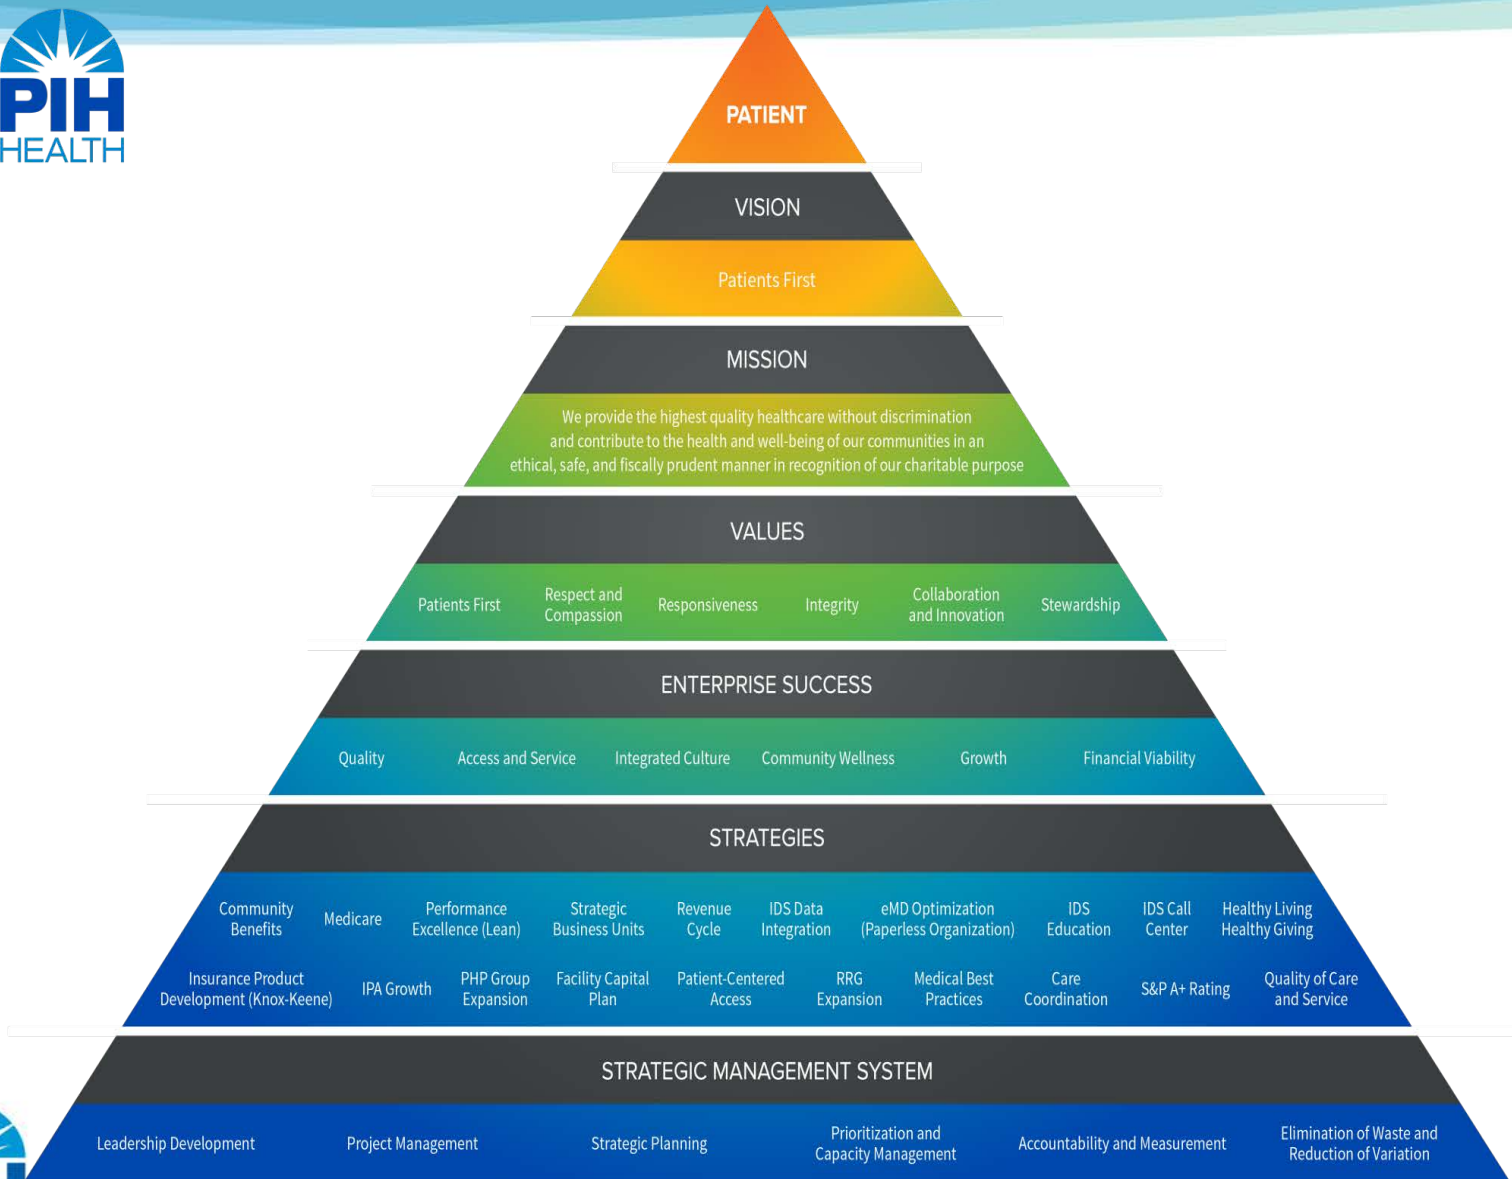 PIH
HEALTH
PATIENT
VISION
Patients First
MISSION
We provide the highest quality healthcare without discrimination
and contribute to the health and well-being of our communities in an
ethical, safe, and fiscally prudent manner in recognition of our charitable purpose
VALUES
Patients First
Respect and
Compassion
Responsiveness
Integrity
Collaboration
and Innovation
Stewardship
ENTERPRISE SUCCESS
Quality
Access and Service
Integrated Culture
Community Wellness
Growth
Financial Viability
STRATEGIES
Community
Benefits
Medicare
Performance
Excellence (Lean)
Strategic
Business Units
Revenue
Cycle
IDS Data
Integration
eMD Optimization
(Paperless Organization)
IDS
Education
IDS Call
Center
Healthy Living
Healthy Giving
Insurance Product
Development (Knox-Keene)
IPA Growth
PHP Group
Expansion
Facility Capital
Plan
Patient-Centered
Access
RRG
Expansion
Medical Best
Practices
Care
Coordination
S&P A+ Rating
Quality of Care
and Service
STRATEGIC MANAGEMENT SYSTEM
Leadership Development
Project Management
Strategic Planning
Prioritization and
Capacity Management
Accountability and Measurement
Elimination of Waste and
Reduction of Variation